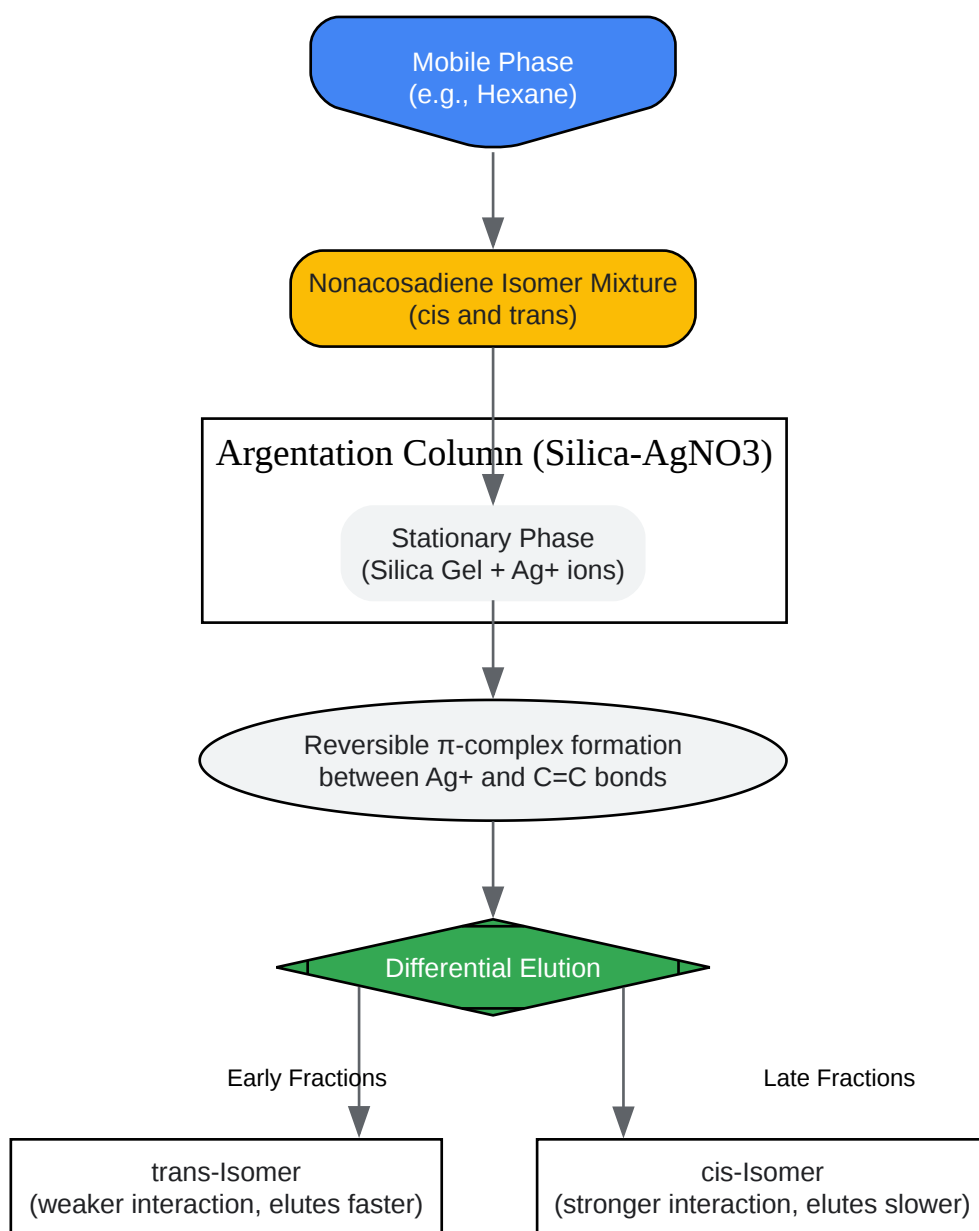 Mobile Phase
(e.g., Hexane)
Nonacosadiene Isomer Mixture
(cis and trans)
Argentation Column (Silica-AgNO3)
Stationary Phase
(Silica Gel + Ag+ ions)
Reversible π-complex formation
between Ag+ and C=C bonds
Differential Elution
Early Fractions
Late Fractions
trans-Isomer
(weaker interaction, elutes faster)
cis-Isomer
(stronger interaction, elutes slower)